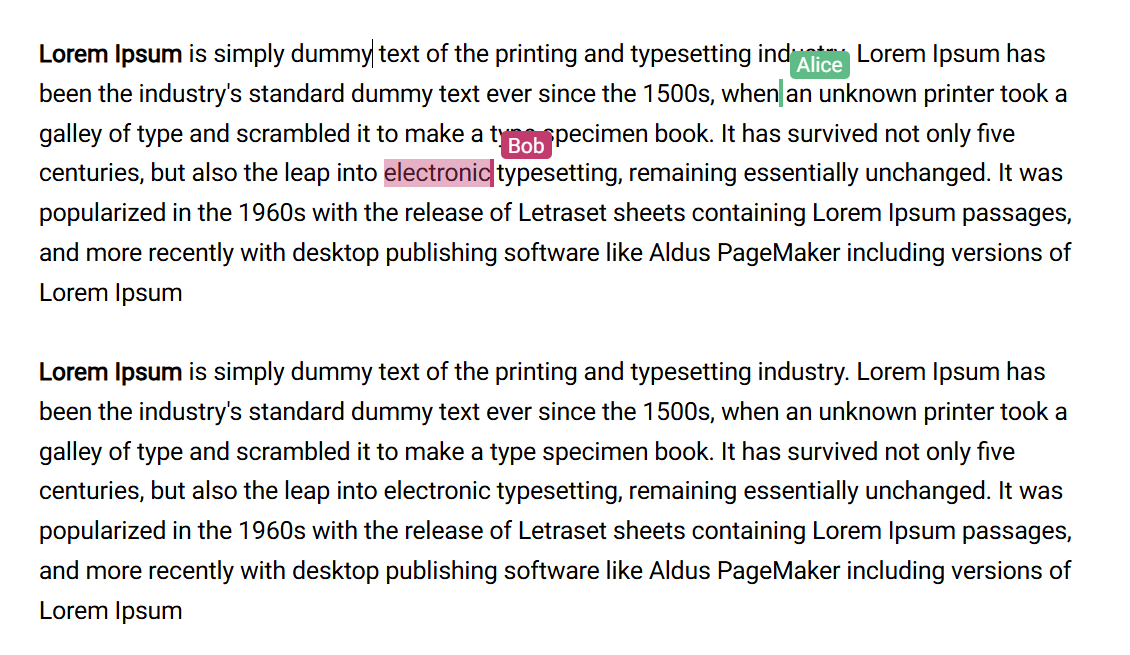 Lorem Ipsum is simply dummy text of the printing and typesetting industry. Lorem Ipsum has
Alice
been the industry's standard dummy text ever since the 1500s, when an unknown printer took a
galley of type and scrambled it to make a type specimen book. It has survived not only five
Bob
centuries, but also the leap into electronic typesetting, remaining essentially unchanged. It was
popularized in the 1960s with the release of Letraset sheets containing Lorem Ipsum passages,
and more recently with desktop publishing software like Aldus PageMaker including versions of
Lorem Ipsum
Lorem Ipsum is simply dummy text of the printing and typesetting industry. Lorem Ipsum has
been the industry's standard dummy text ever since the 1500s, when an unknown printer took a
galley of type and scrambled it to make a type specimen book. It has survived not only five
centuries, but also the leap into electronic typesetting, remaining essentially unchanged. It was
popularized in the 1960s with the release of Letraset sheets containing Lorem Ipsum passages,
and more recently with desktop publishing software like Aldus PageMaker including versions of
Lorem Ipsum